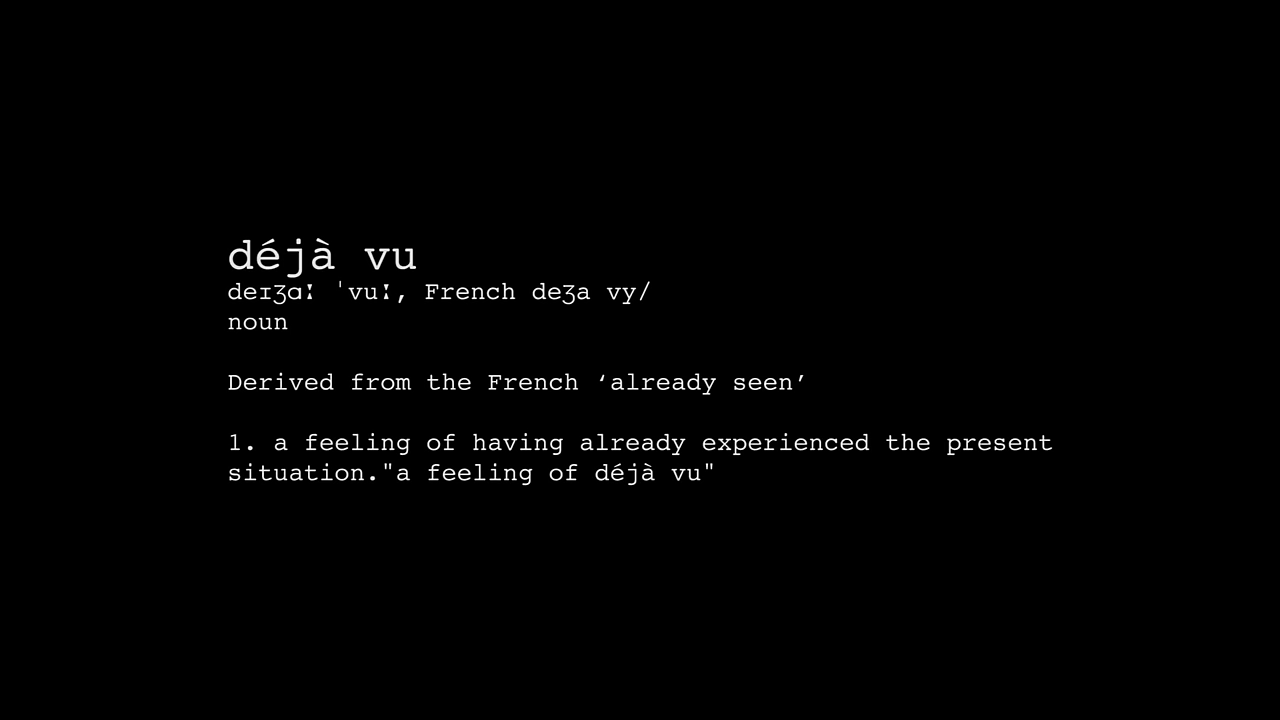 déjà vu
deɪʒɑː ˈvuː, French deʒa vy/
noun
Derived from the French ‘already seen’
1. a feeling of having already experienced the present
situation."a feeling of déjà vu"